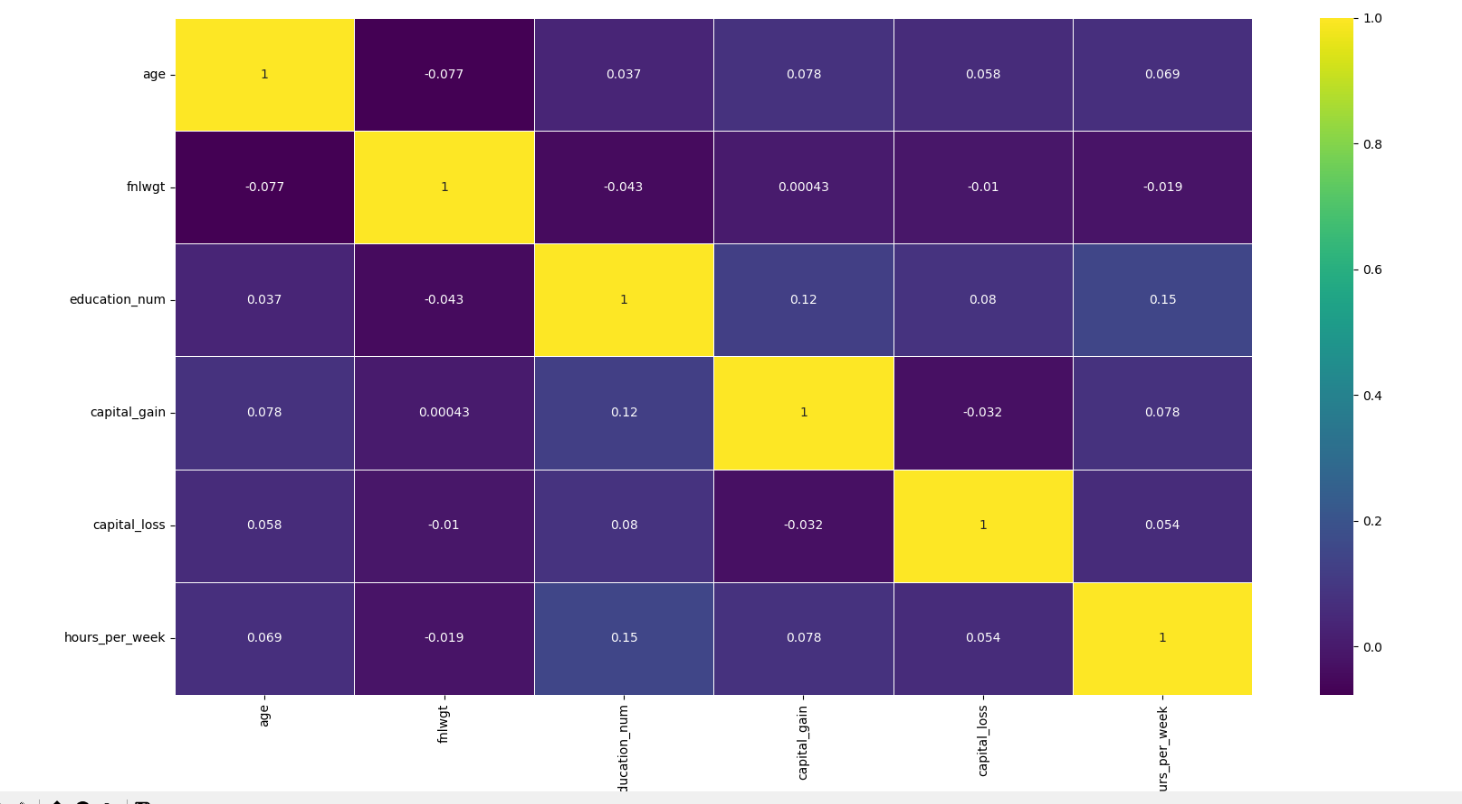 1.0
age 1 -0.077 0.037 0.078 0.058 0.069
0.8
fnlwgt -0.077 1 -0.043 0.00043 -0.01 -0.019
0.6
education_num 0.037 -0.043 1 0.12 0.08 0.15
0.4
capital_gain 0.078 0.00043 0.12 1 -0.032 0.078
0.2
capital_loss 0.058 -0.01 0.08 -0.032 1 0.054
hours_per_week 0.069 -0.019 0.15 0.078 0.054 1
0.0
age
fnlwgt
ducation_num
capital_gain
capital_loss
urs_per_week